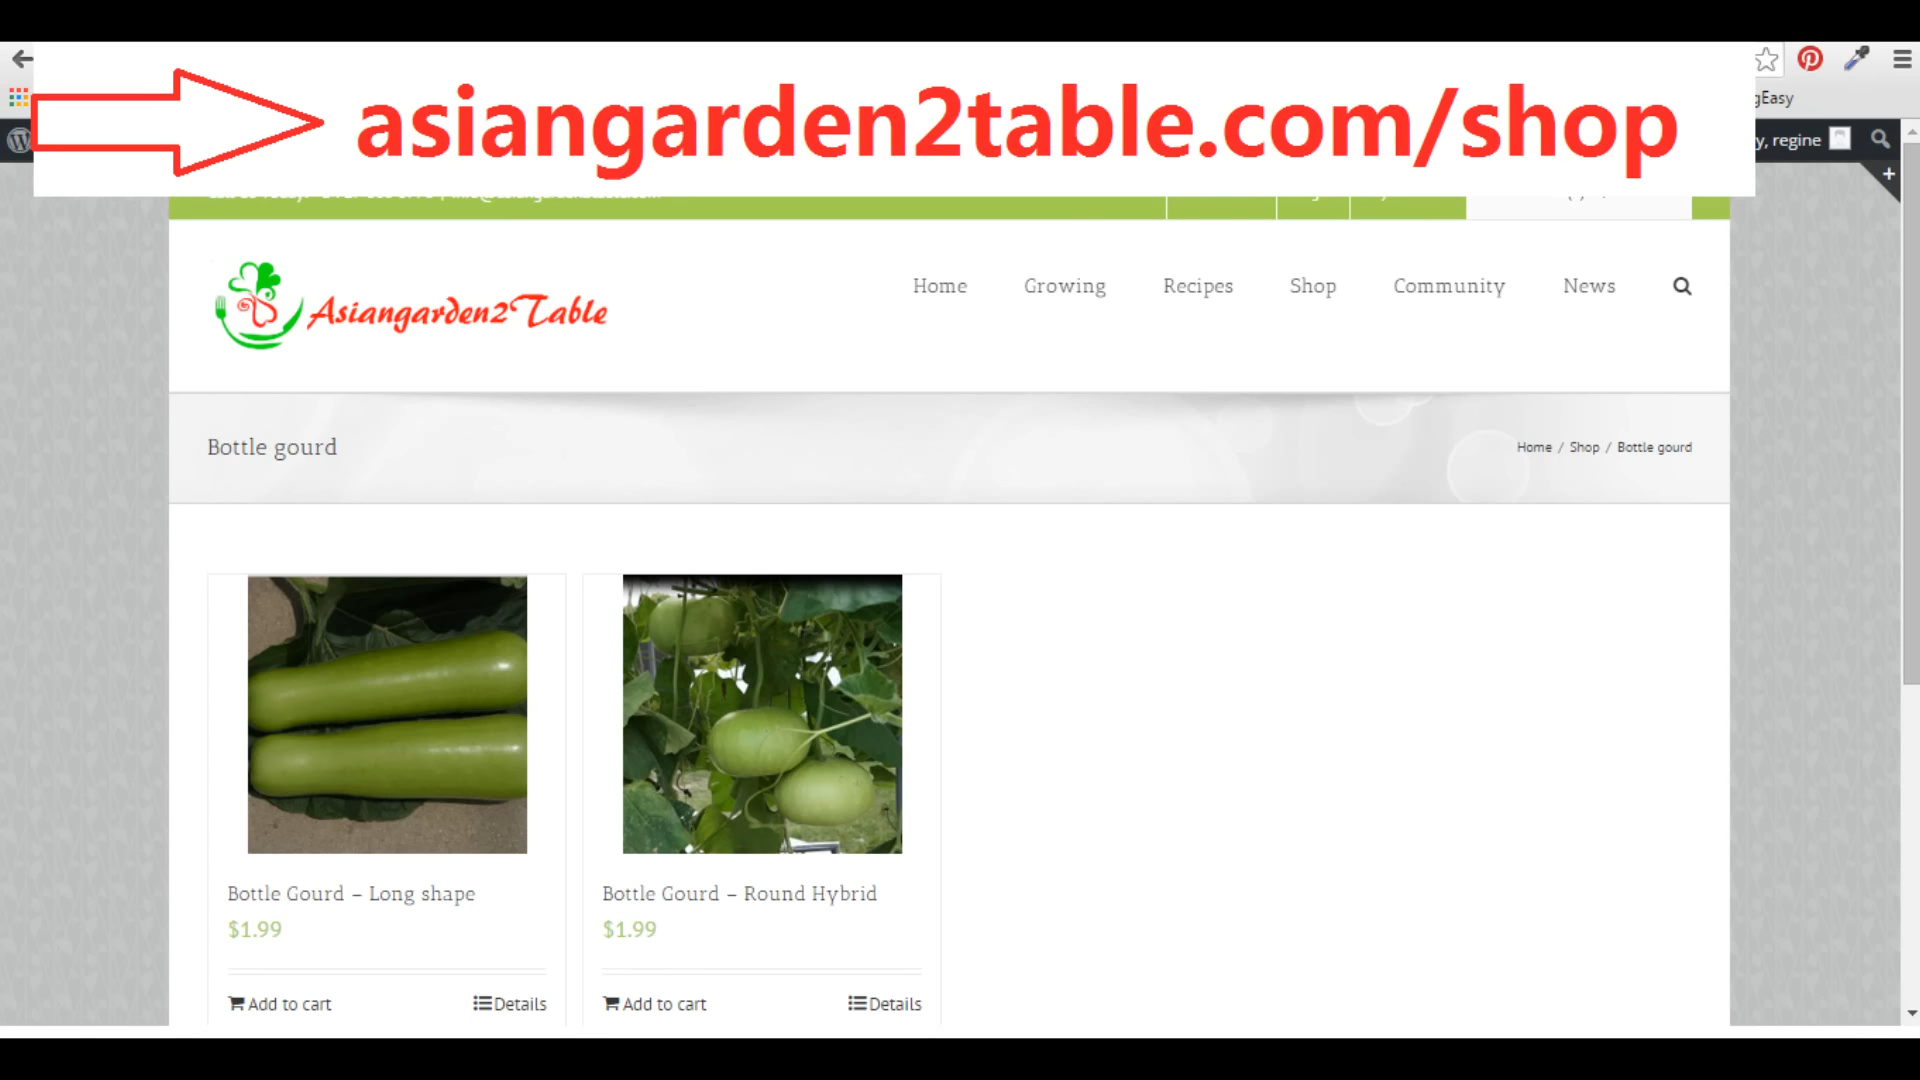 asiangarden2table.com/shop
gEasy
y, regine
Asiangarden2Table
Home Growing Recipes Shop Community News
Bottle gourd
Home / Shop / Bottle gourd
Bottle Gourd – Long shape
$1.99
Add to cart Details
Bottle Gourd – Round Hybrid
$1.99
Add to cart Details